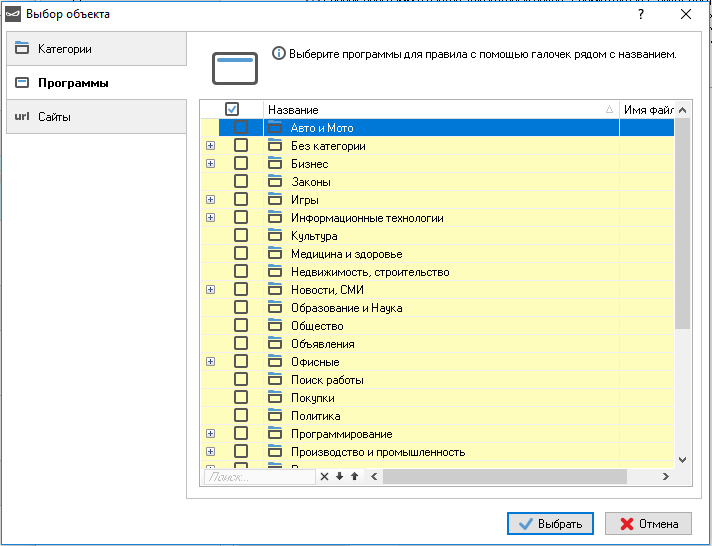 Выбор объекта
?
Категории
Программы
url Сайты
Выберите программы для правила с помощью галочек рядом с названием.
Название Имя файл
Авто и Мото
Без категории
Бизнес
Законы
Игры
Информационные технологии
Культура
Медицина и здоровье
Недвижимость, строительство
Новости, СМИ
Образование и Наука
Общество
Объявления
Офисные
Поиск работы
Покупки
Политика
Программирование
Производство и промышленность
Поиск...
Выбрать Отмена